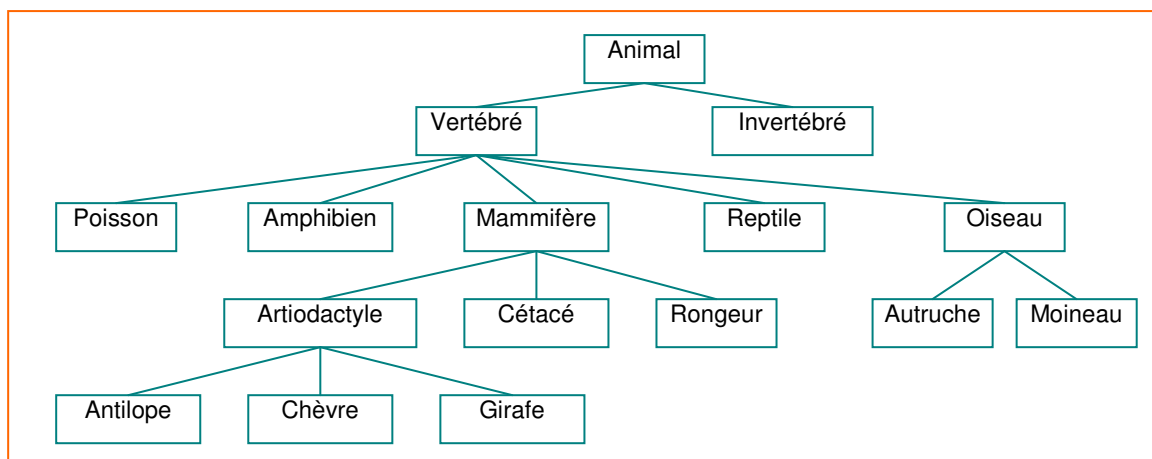 Animal
Vertébré Invertébré
Poisson Amphibien Mammifère Reptile Oiseau
Artiodactyle Cétacé Rongeur Autruche Moineau
Antilope Chèvre Girafe